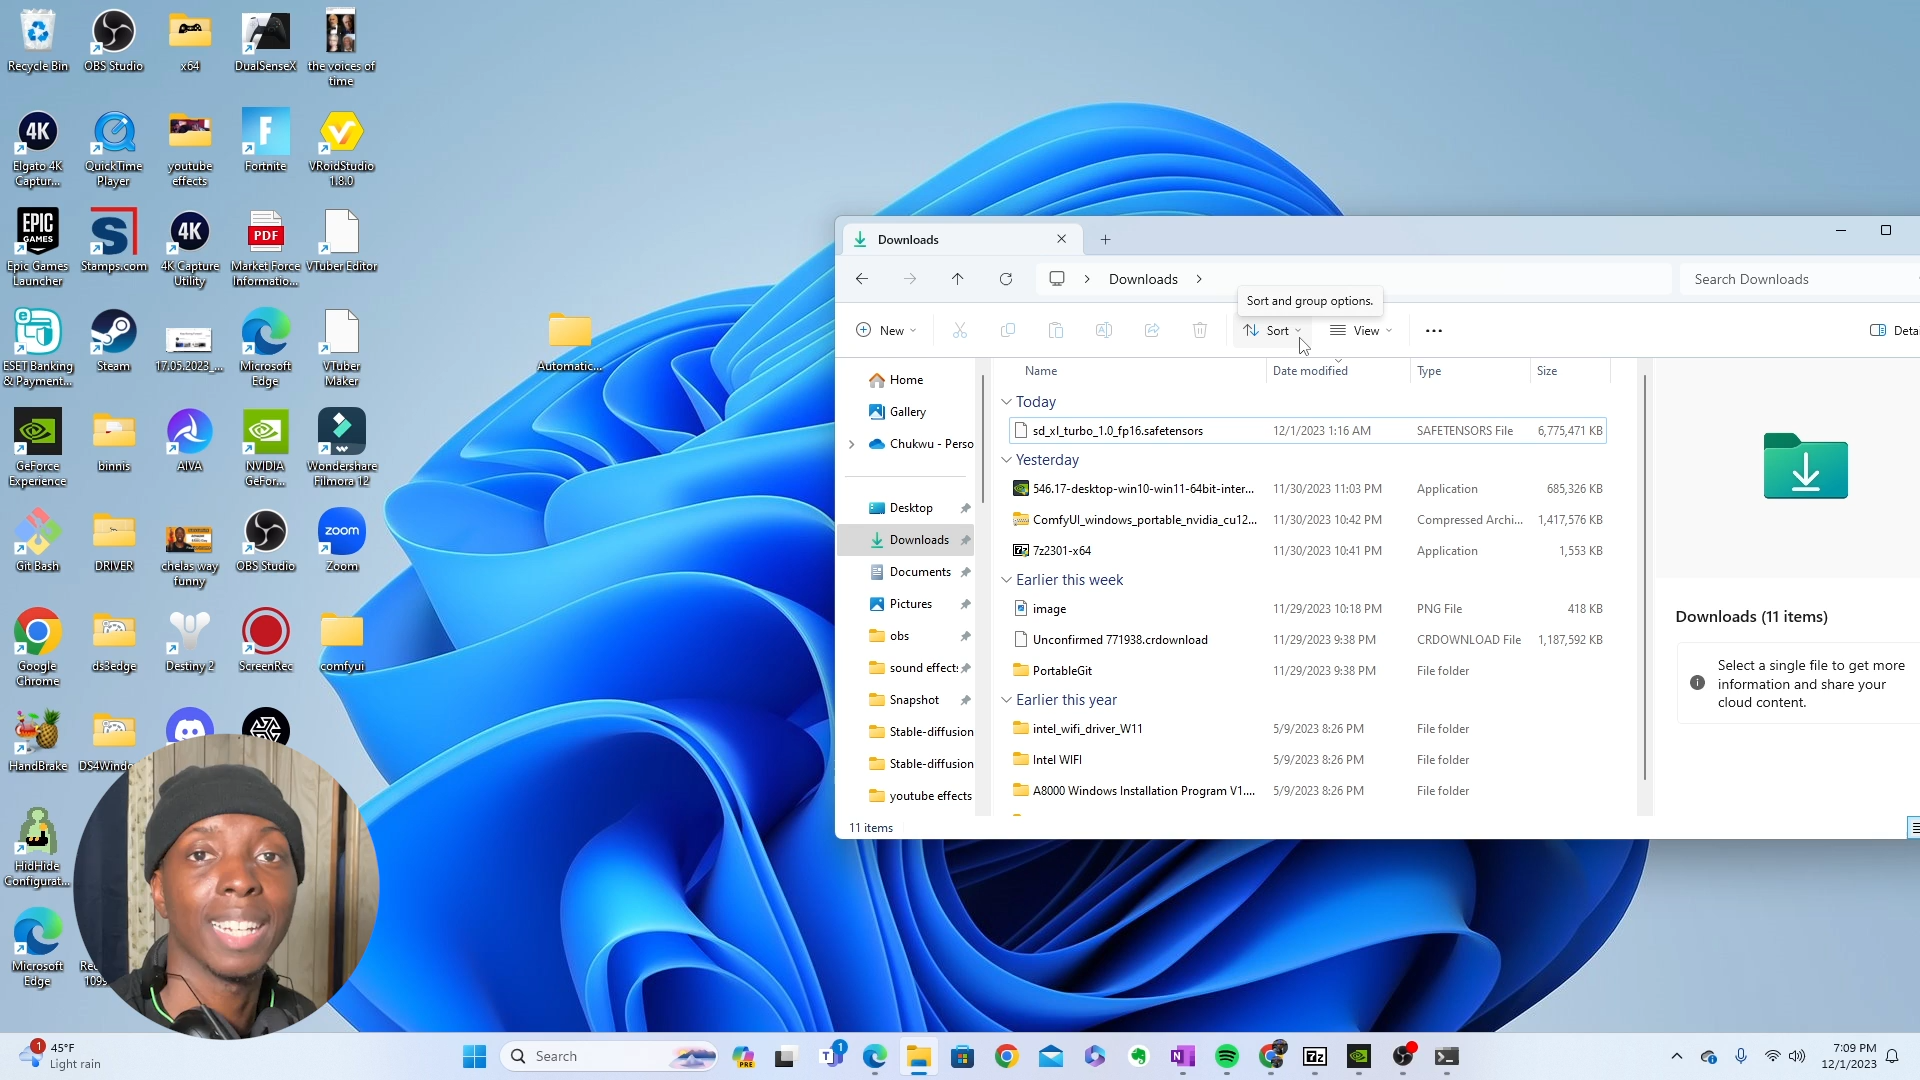 Recycle Bin
OBS Studio
x64
DualSenseX
the voices of
time
4K
Elgato 4K
Captur...
QuickTime
Player
youtube
effects
Fortnite
VRoidStudio
1.8.0
EPIC
GAMES
Epic Games
Launcher
Stamps.com
4K
4K Capture
Utility
PDF
Market Force
Informatio...
VTuber Editor
ESET Banking
& Payment...
Steam
17.05.2023_...
Microsoft
Edge
VTuber
Maker
Automatic...
GeForce
Experience
binnis
AIVA
NVIDIA
GeFor...
Wondershare
Filmora 12
Git Bash
DRIVER
chelas way
funny
OBS Studio
zoom
Zoom
Google
Chrome
ds3edge
Destiny 2
ScreenRec
comfyui
HandBrake
DS4Windo
HidHide
Configurat...
Microsoft
Edge
Downloads
Downloads
Search Downloads
Sort and group options.
New
Sort
View
Detai
Name
Date modified
Type
Size
Home
Gallery
Chukwu - Perso
Desktop
Downloads
Documents
Pictures
obs
sound effect:
Snapshot
Stable-diffusion
Stable-diffusion
youtube effects
Today
sd_xl_turbo_1.0_fp16.safetensors 12/1/2023 1:16 AM SAFETENSORS File 6,775,471 KB
Yesterday
546.17-desktop-win10-win11-64bit-inter... 11/30/2023 11:03 PM Application 685,326 KB
ComfyUI_windows_portable_nvidia_cu12... 11/30/2023 10:42 PM Compressed Archi... 1,417,576 KB
7z2301-x64 11/30/2023 10:41 PM Application 1,553 KB
Earlier this week
image 11/29/2023 10:18 PM PNG File 418 KB
Unconfirmed 771938.crdownload 11/29/2023 9:38 PM CRDOWNLOAD File 1,187,592 KB
PortableGit 11/29/2023 9:38 PM File folder
Earlier this year
intel_wifi_driver_W11 5/9/2023 8:26 PM File folder
Intel WIFI 5/9/2023 8:26 PM File folder
A8000 Windows Installation Program V1.... 5/9/2023 8:26 PM File folder
11 items
Downloads (11 items)
Select a single file to get more
information and share your
cloud content.
1
45°F
Light rain
Search
PRE
1
7z
7:09 PM
12/1/2023